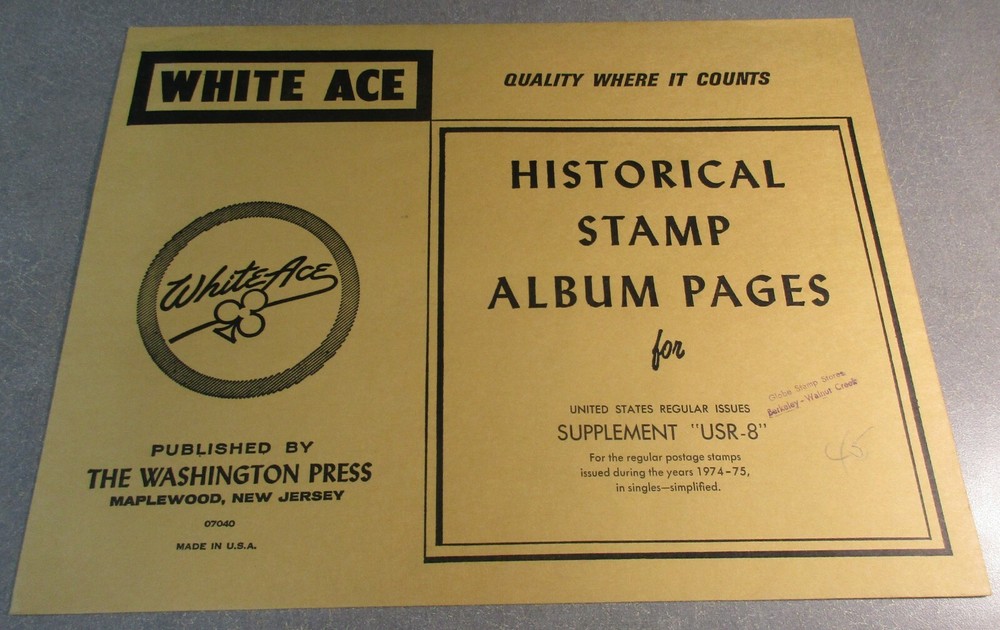 WHITE ACE
QUALITY WHERE IT COUNTS
White Ace
PUBLISHED BY
THE WASHINGTON PRESS
MAPLEWOOD, NEW JERSEY
07040
MADE IN U.S.A.
HISTORICAL
STAMP
ALBUM PAGES
for
UNITED STATES REGULAR ISSUES
SUPPLEMENT "USR-8"
For the regular postage stamps
issued during the years 1974-75,
in singles—simplified.
Globe Stamp Stores
Berkeley - Walnut Creek
45